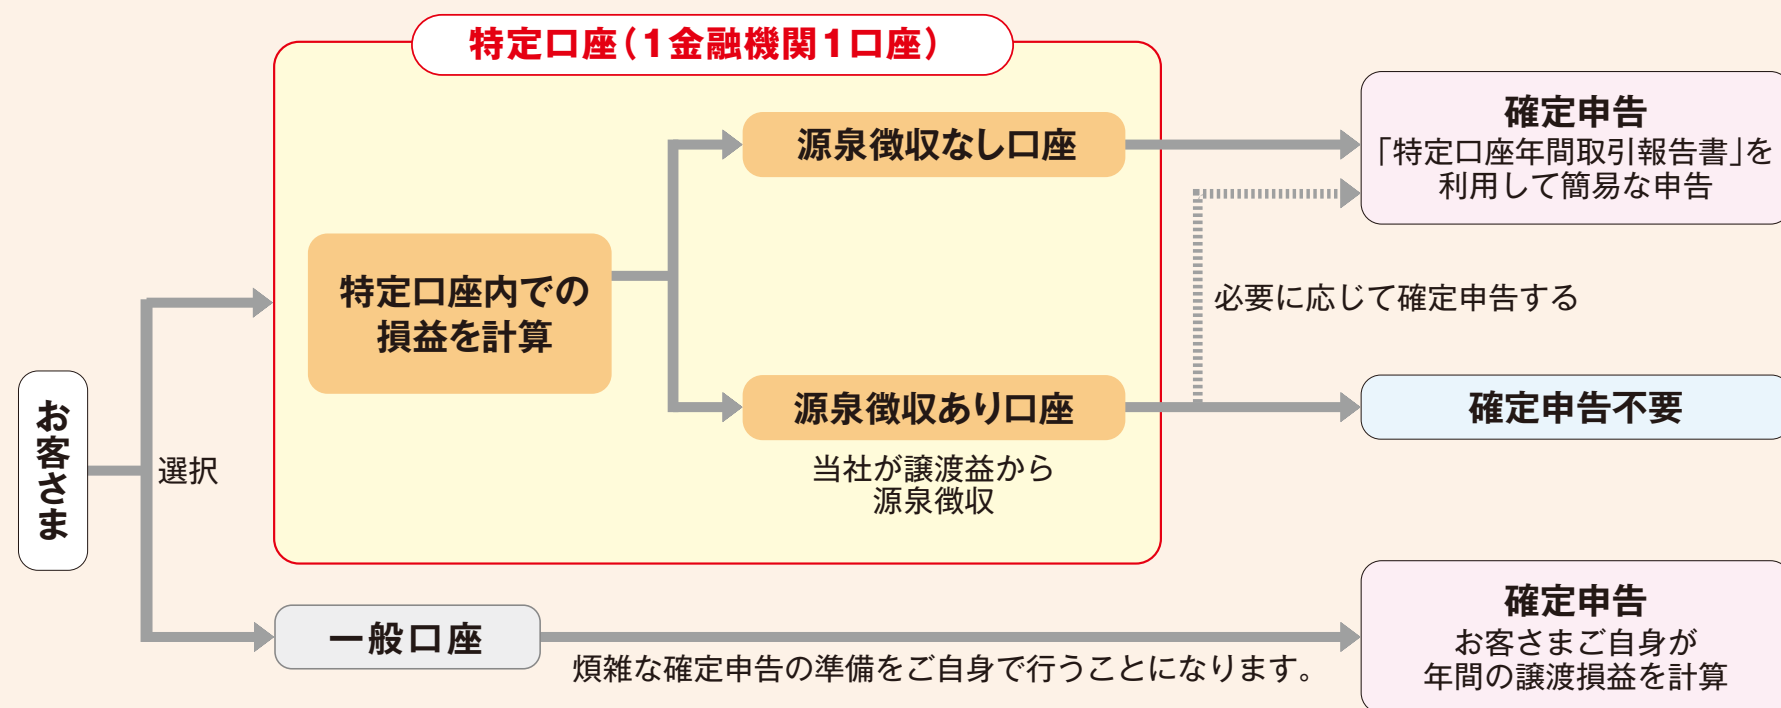 特定口座（1金融機関1口座）
お客さま
選択
特定口座内での
損益を計算
源泉徴収なし口座
源泉徴収あり口座
当社が譲渡益から
源泉徴収
確定申告
「特定口座年間取引報告書」を
利用して簡易な申告
必要に応じて確定申告する
確定申告不要
一般口座
煩雑な確定申告の準備をご自身で行うことになります。
確定申告
お客さまご自身が
年間の譲渡損益を計算